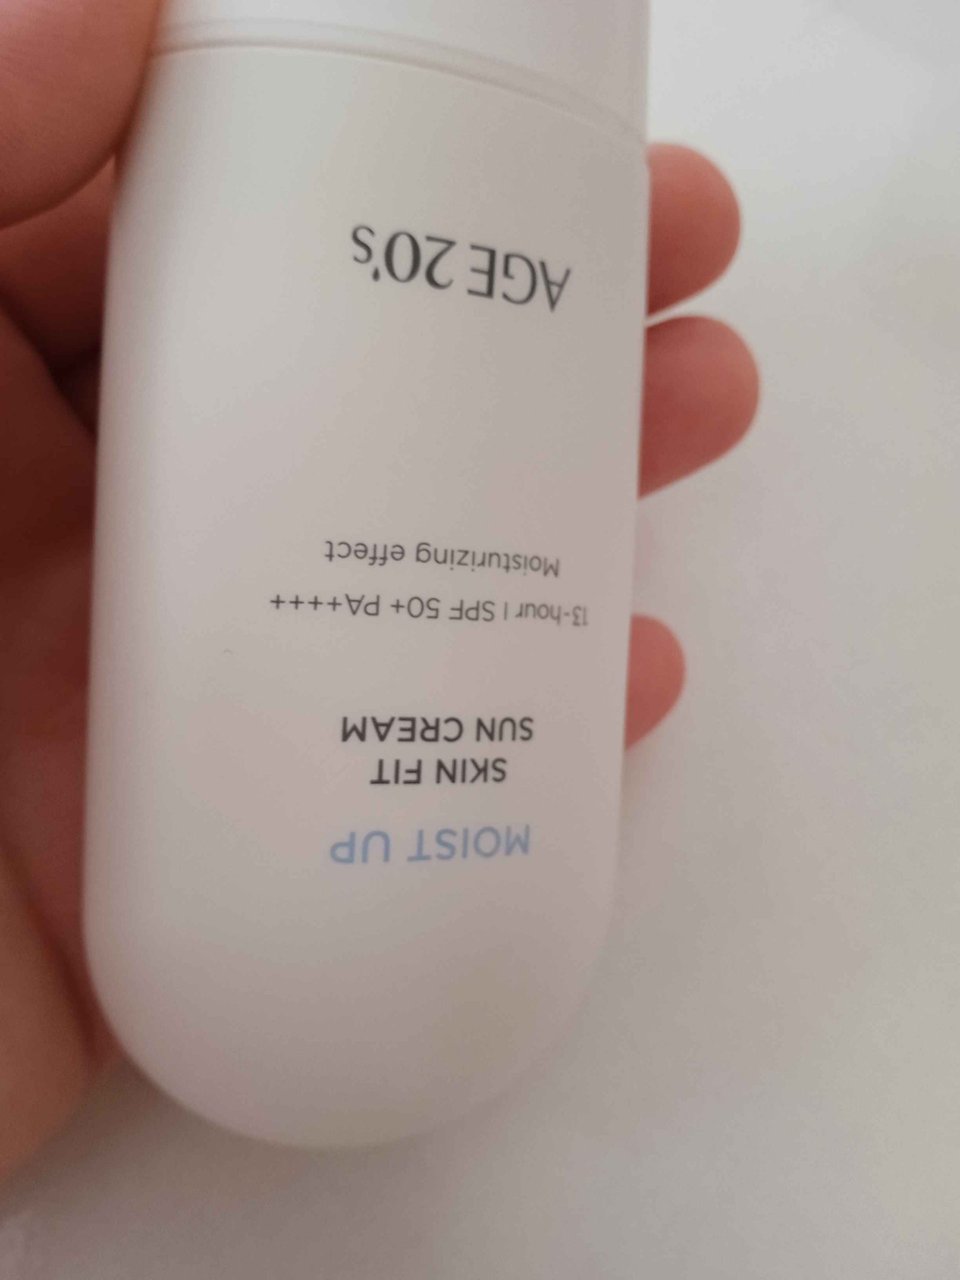 AGE 20's
Moisturizing effect
13-hour | SPF 50+ PA++++
SUN CREAM
SKIN FIT
MOIST UP